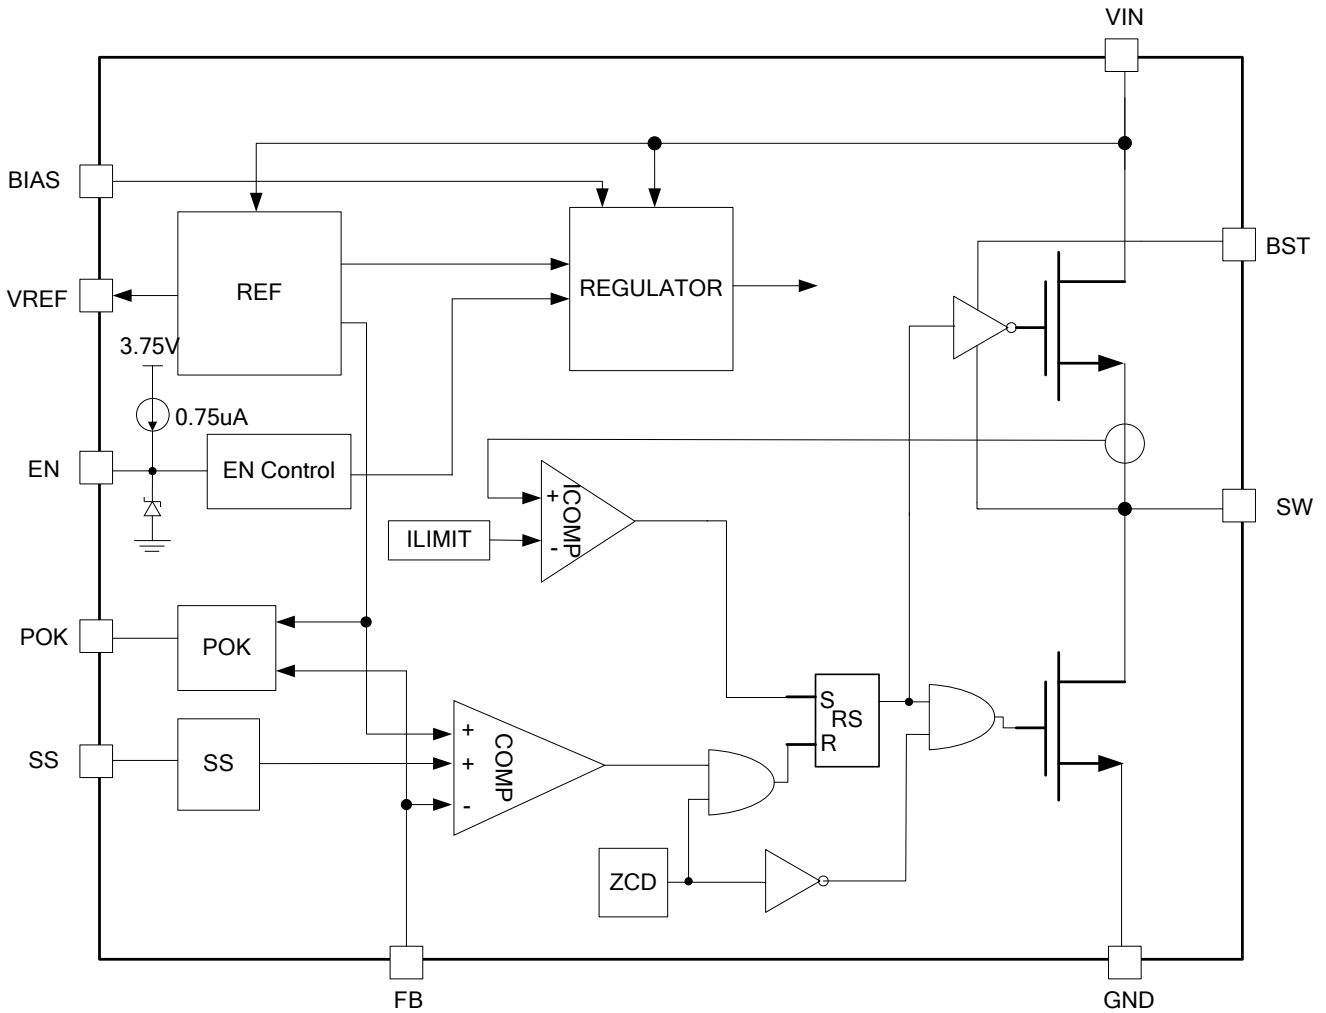 VIN
BIAS
BST
VREF
REF
REGULATOR
3.75V
0.75uA
EN
EN Control
SW
ILIMIT
+
ICOMP
-
POK
POK
S
RS
R
SS
SS
+
+
-
COMP
ZCD
FB
GND